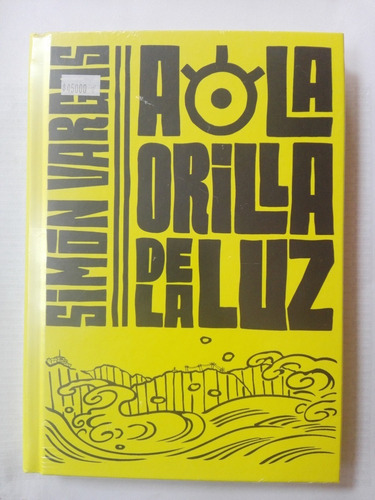 SIMÓN VARGAS
A LA
ORILLA
DE
LA LUZ